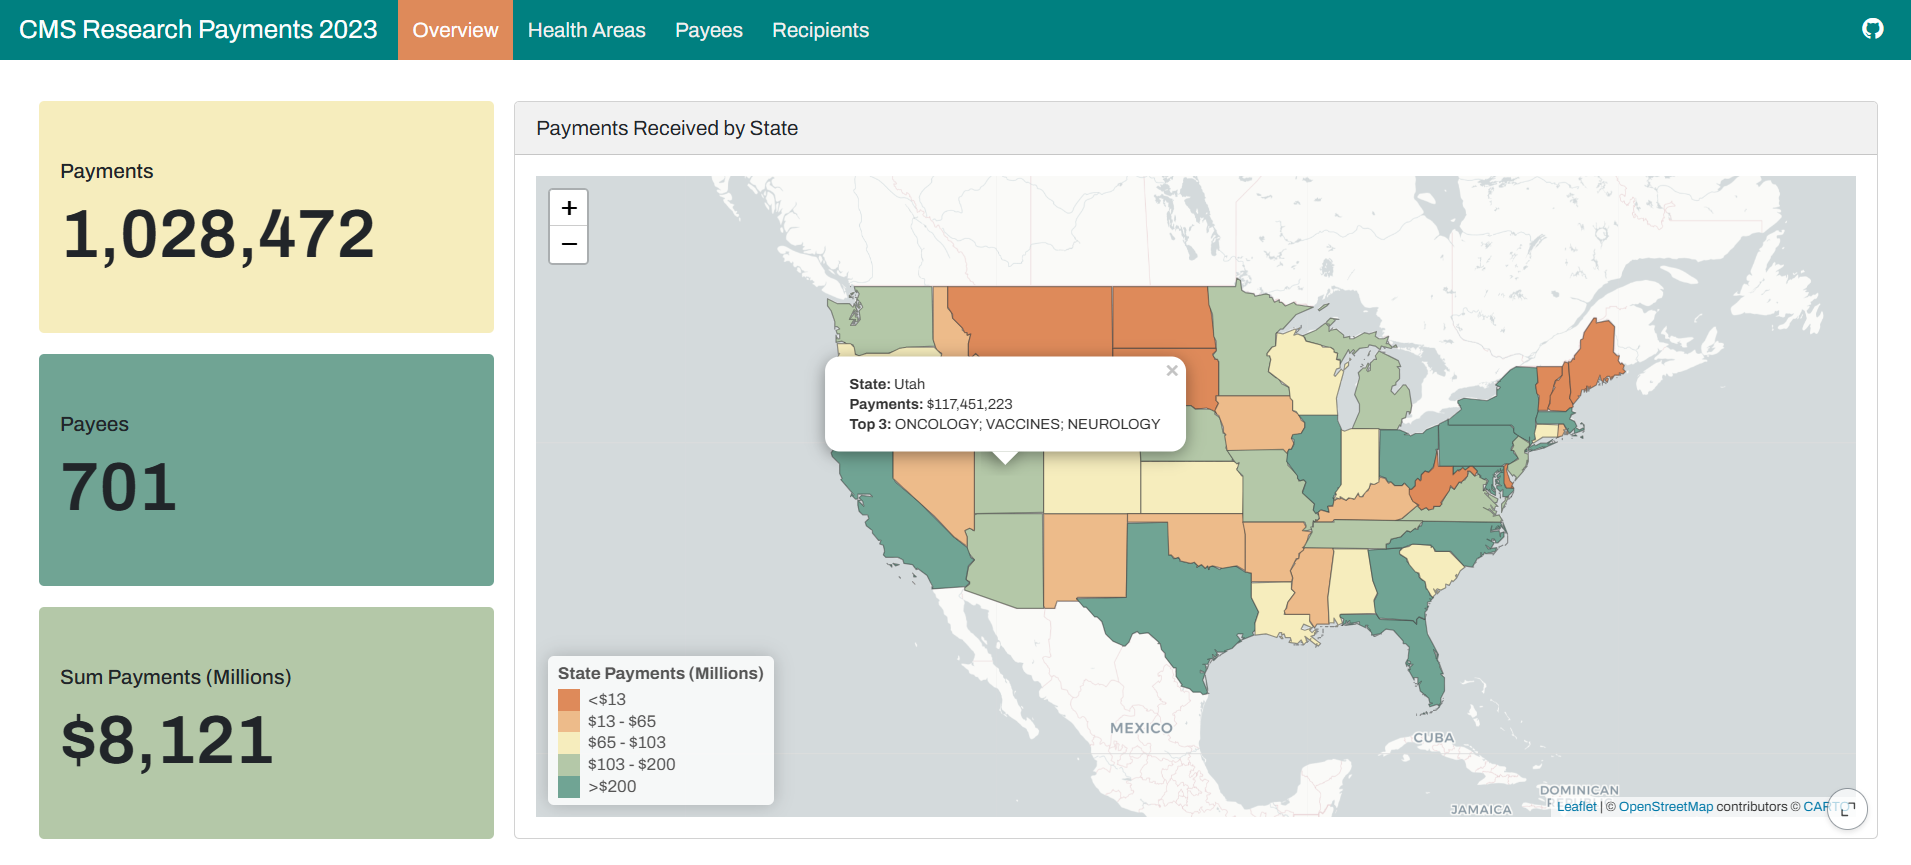 CMS Research Payments 2023
Overview
Health Areas
Payees
Recipients
Payments
1,028,472
Payees
701
Sum Payments (Millions)
$8,121
Payments Received by State
+
−
State: Utah
Payments: $117,451,223
Top 3: ONCOLOGY; VACCINES; NEUROLOGY
×
State Payments (Millions)
<$13
$13 - $65
$65 - $103
$103 - $200
>$200
MEXICO
CUBA
DOMINICAN
JAMAICA
Leaflet | © OpenStreetMap contributors © CARTO